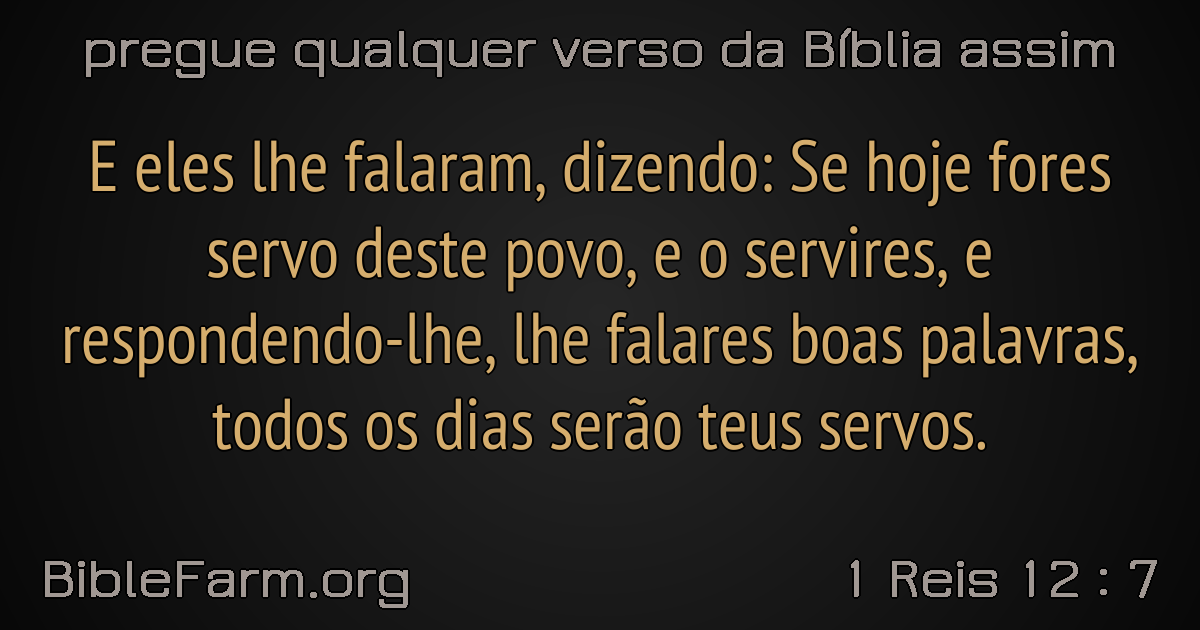 pregue qualquer verso da Bíblia assim
E eles lhe falaram, dizendo: Se hoje fores
servo deste povo, e o servires, e
respondendo-lhe, lhe falares boas palavras,
todos os dias serão teus servos.
BibleFarm.org
1 Reis 12 : 7